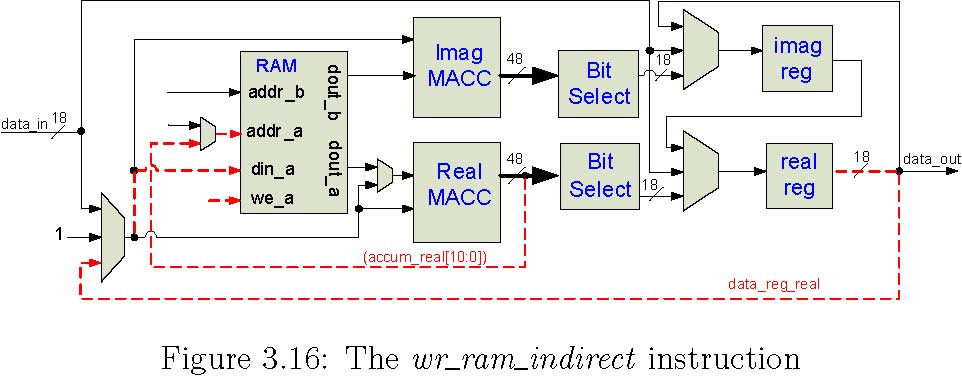 data_in
18
1
RAM
addr_b
addr_a
din_a
we_a
dout_b
dout_a
Imag
MACC
48
Bit
Select
18
imag
reg
Real
MACC
48
Bit
Select
18
real
reg
18
data_out
(accum_real[10:0])
data_reg_real
Figure 3.16: The wr_ram_indirect instruction